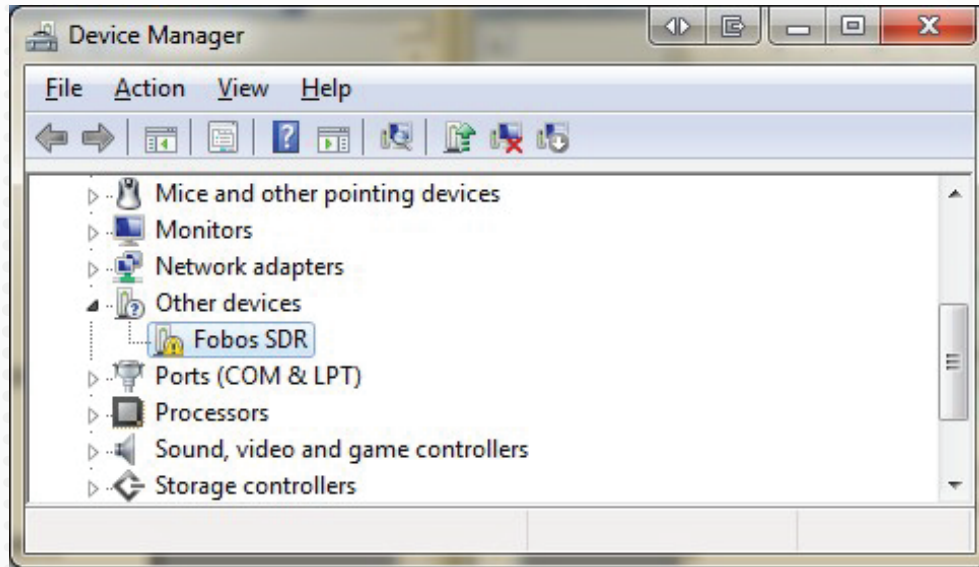 Device Manager
File Action View Help
Mice and other pointing devices
Monitors
Network adapters
Other devices
Fobos SDR
Ports (COM & LPT)
Processors
Sound, video and game controllers
Storage controllers